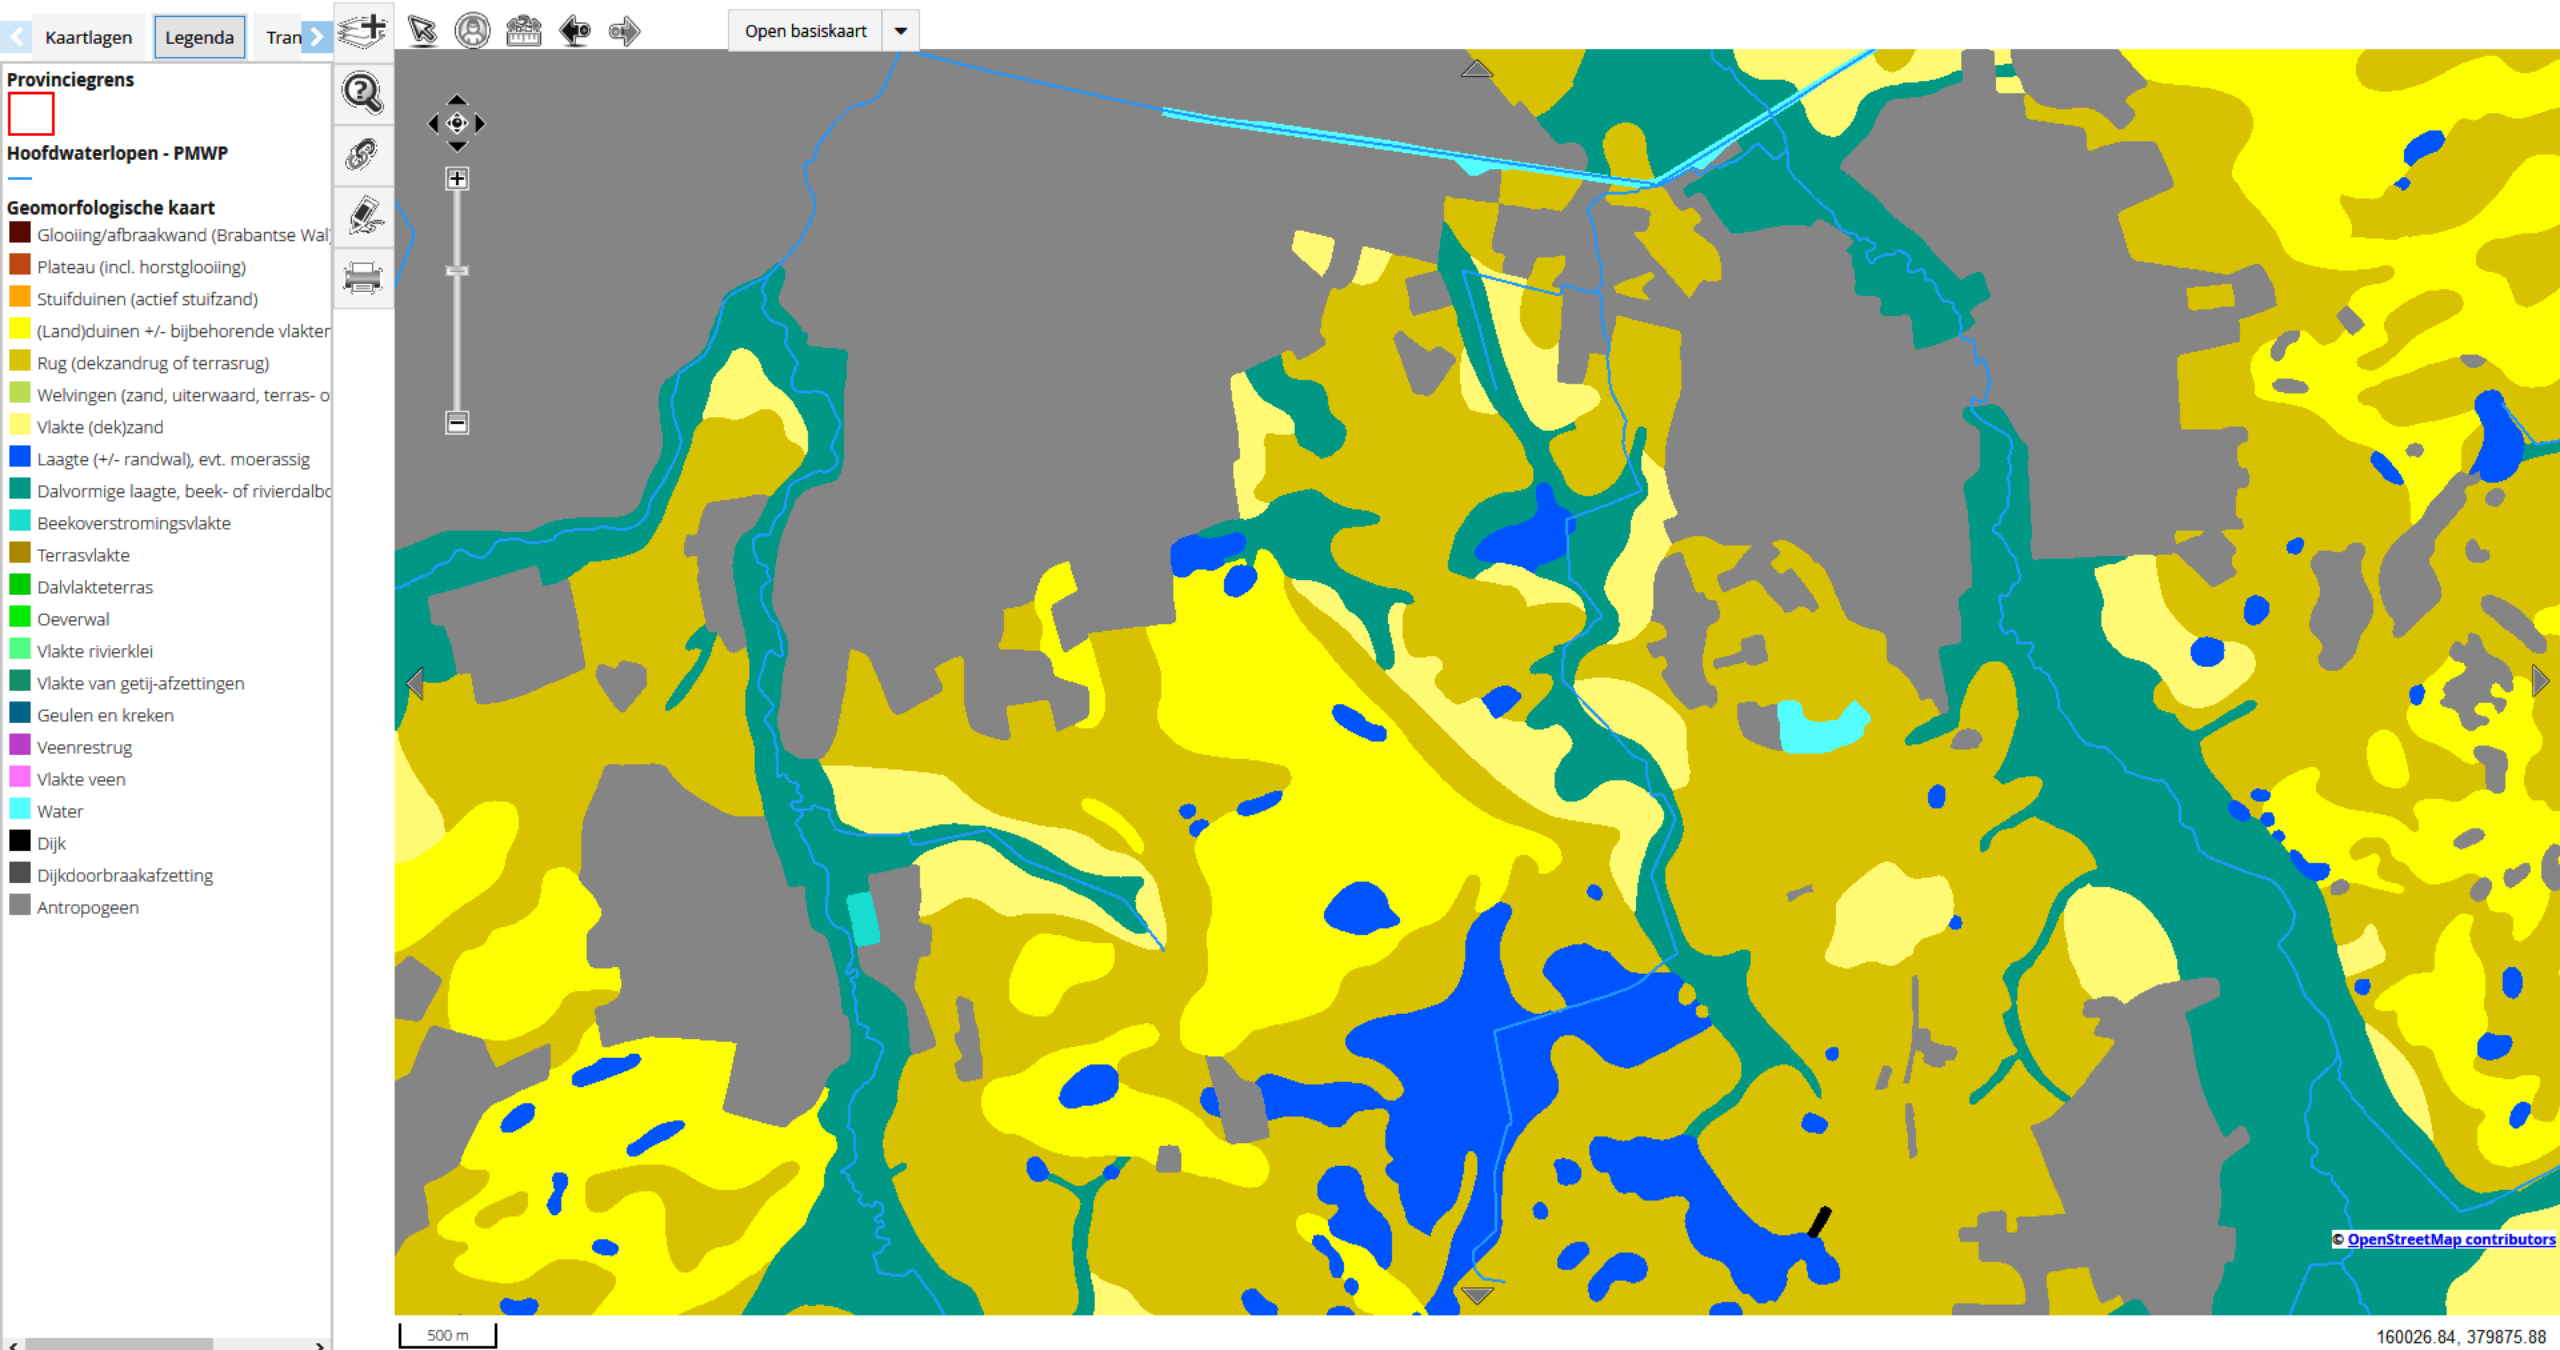 Kaartlagen
Legenda
Tran
Open basiskaart
Provinciegrens
Hoofdwaterlopen - PMWP
Geomorfologische kaart
Glooiing/afbraakwand (Brabantse Wal)
Plateau (incl. horstglooiing)
Stuifduinen (actief stuifzand)
(Land)duinen +/- bijbehorende vlakten
Rug (dekzandrug of terrasrug)
Welvingen (zand, uiterwaard, terras- o
Vlakte (dek)zand
Laagte (+/- randwal), evt. moerassig
Dalvormige laagte, beek- of rivierdalbo
Beekoverstromingsvlakte
Terrasvlakte
Dalvlakteterras
Oeverwal
Vlakte rivierklei
Vlakte van getij-afzettingen
Geulen en kreken
Veenrestrug
Vlakte veen
Water
Dijk
Dijkdoorbraakafzetting
Antropogeen
© OpenStreetMap contributors
500 m
160026.84, 379875.88